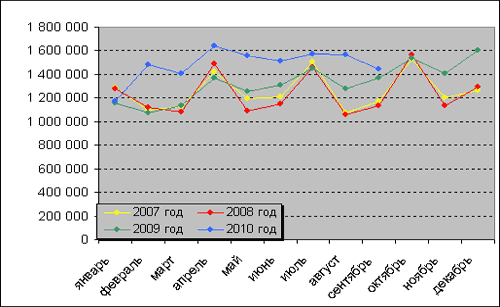 1 800 000
1 600 000
1 400 000
1 200 000
1 000 000
800 000
600 000
400 000
200 000
0
2007 год 2008 год
2009 год 2010 год
январь февраль март апрель май июнь июль август сентябрь октябрь ноябрь декабрь